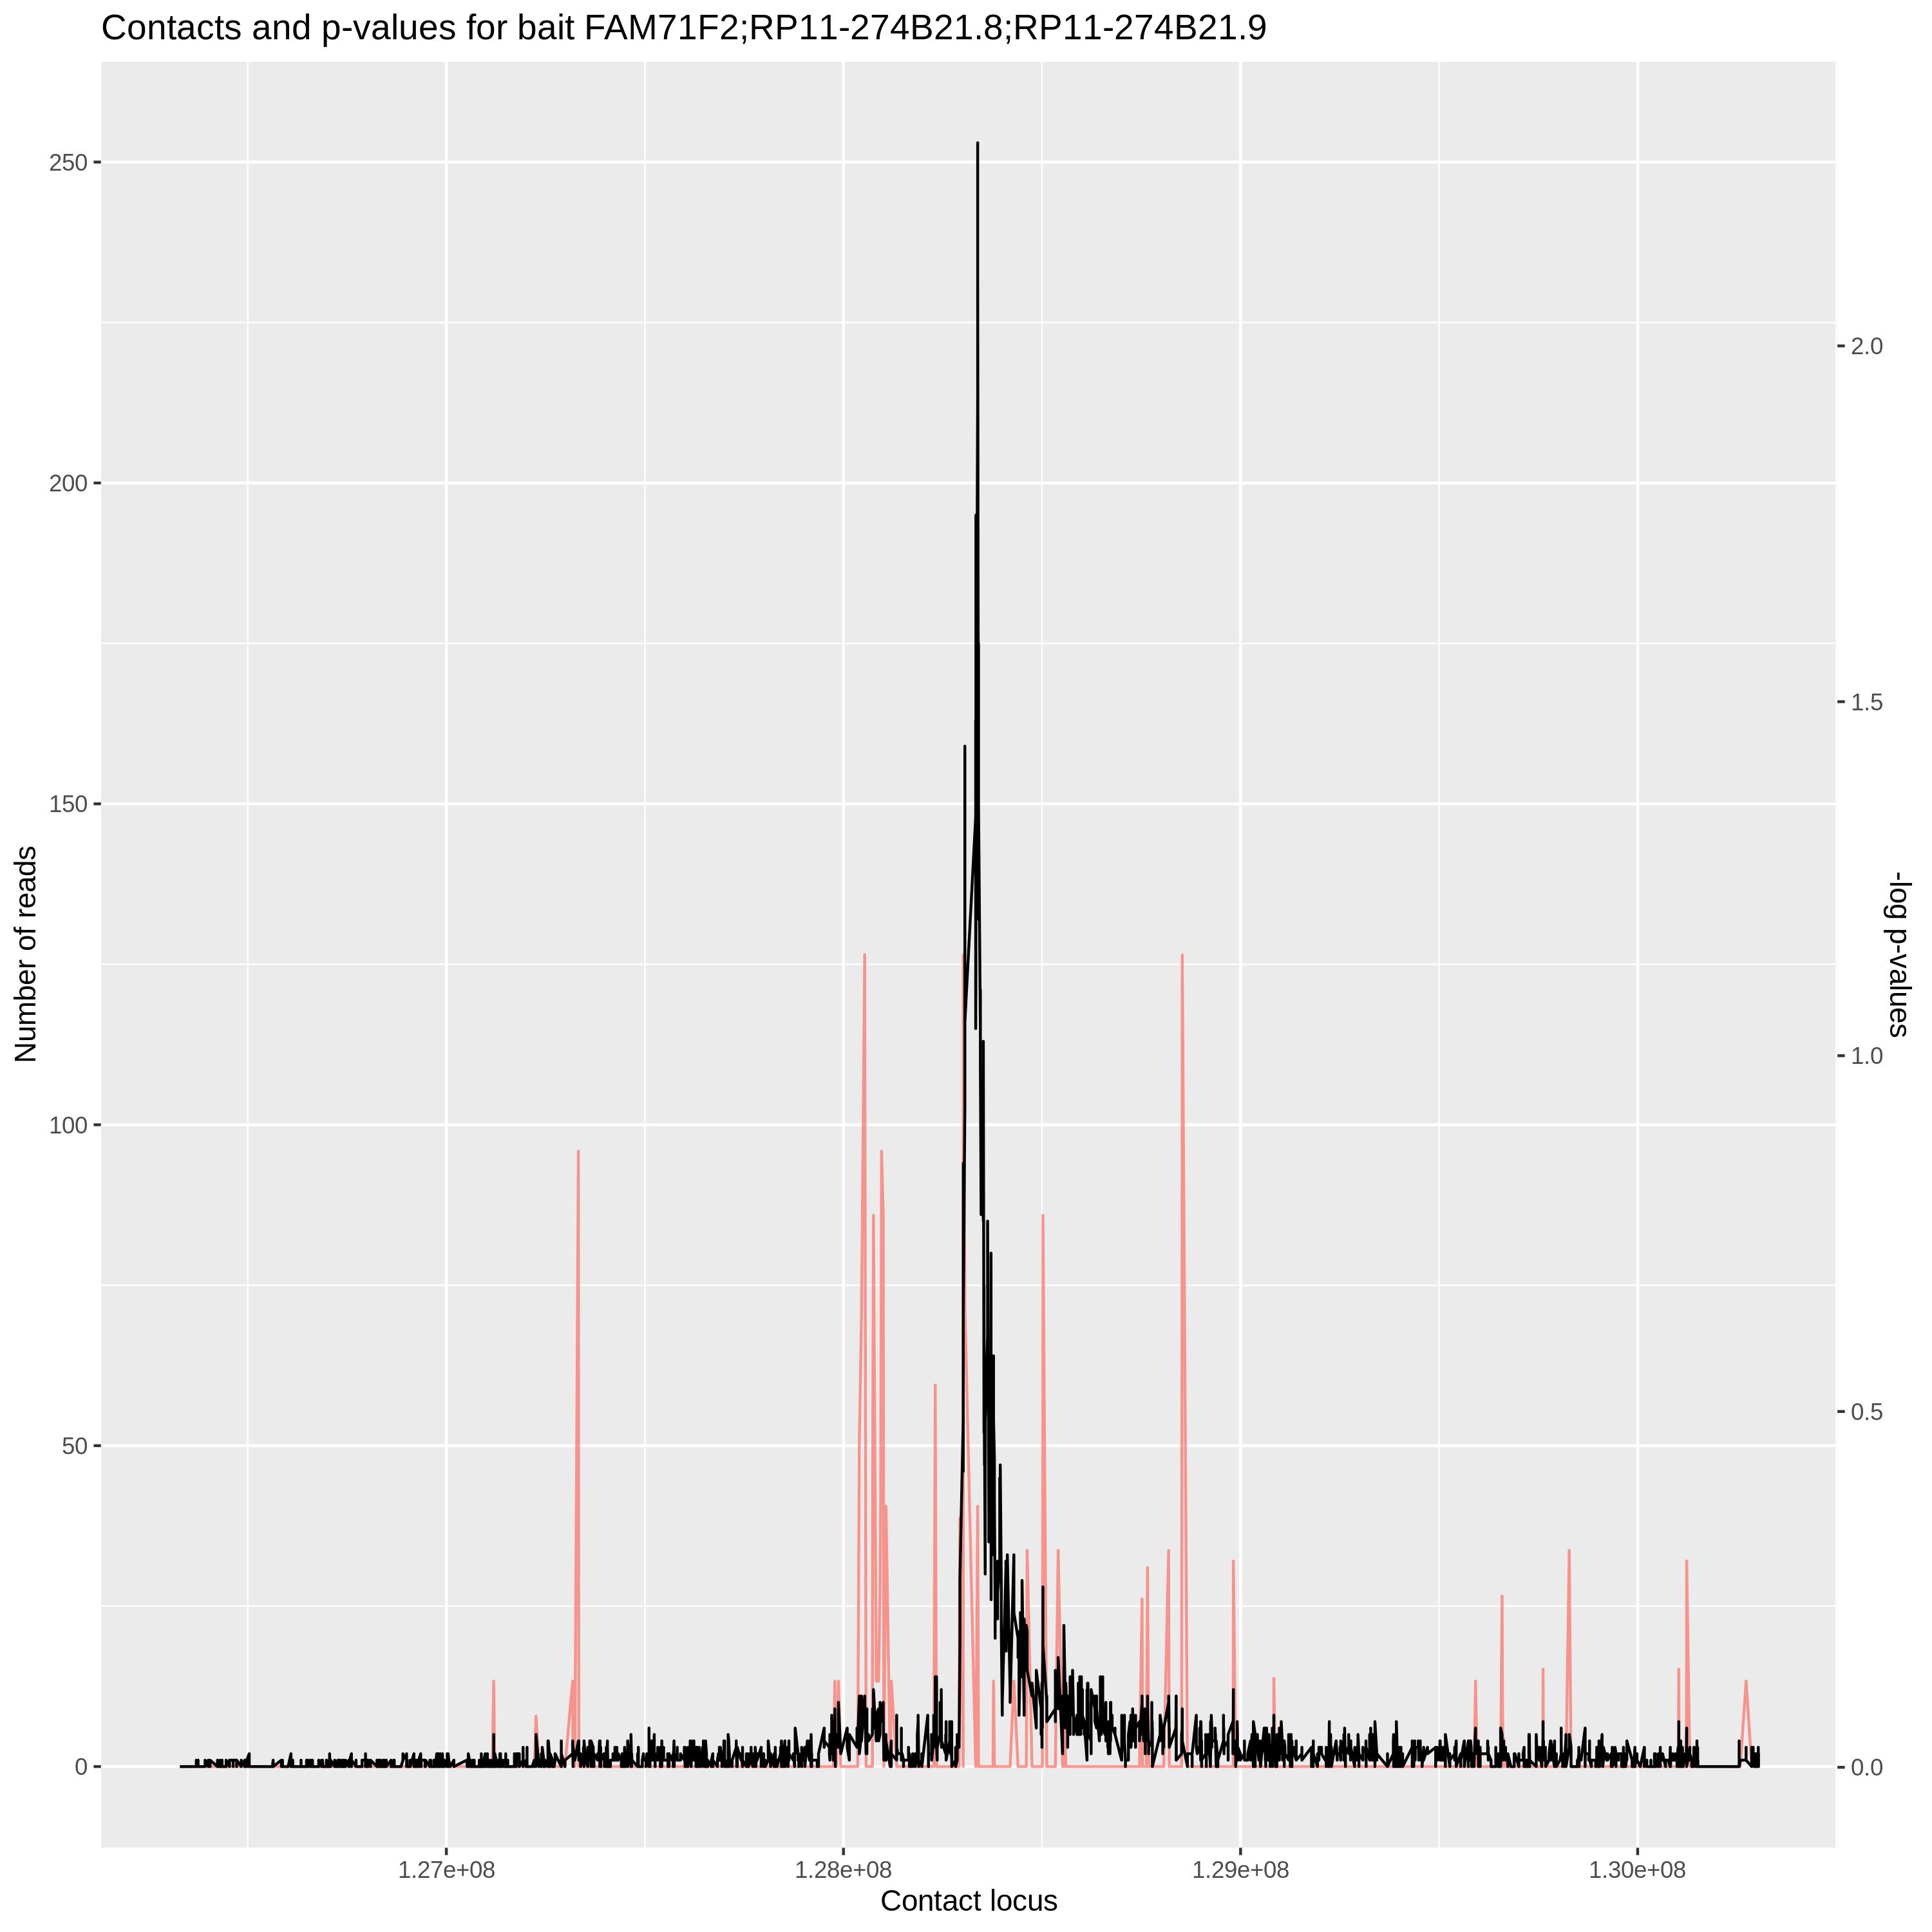 Contacts and p-values for bait FAM71F2;RP11-274B21.8;RP11-274B21.9
250
200
150
100
50
0
Number of reads
2.0
1.5
1.0
0.5
0.0
-log p-values
1.27e+08
1.28e+08
1.29e+08
1.30e+08
Contact locus